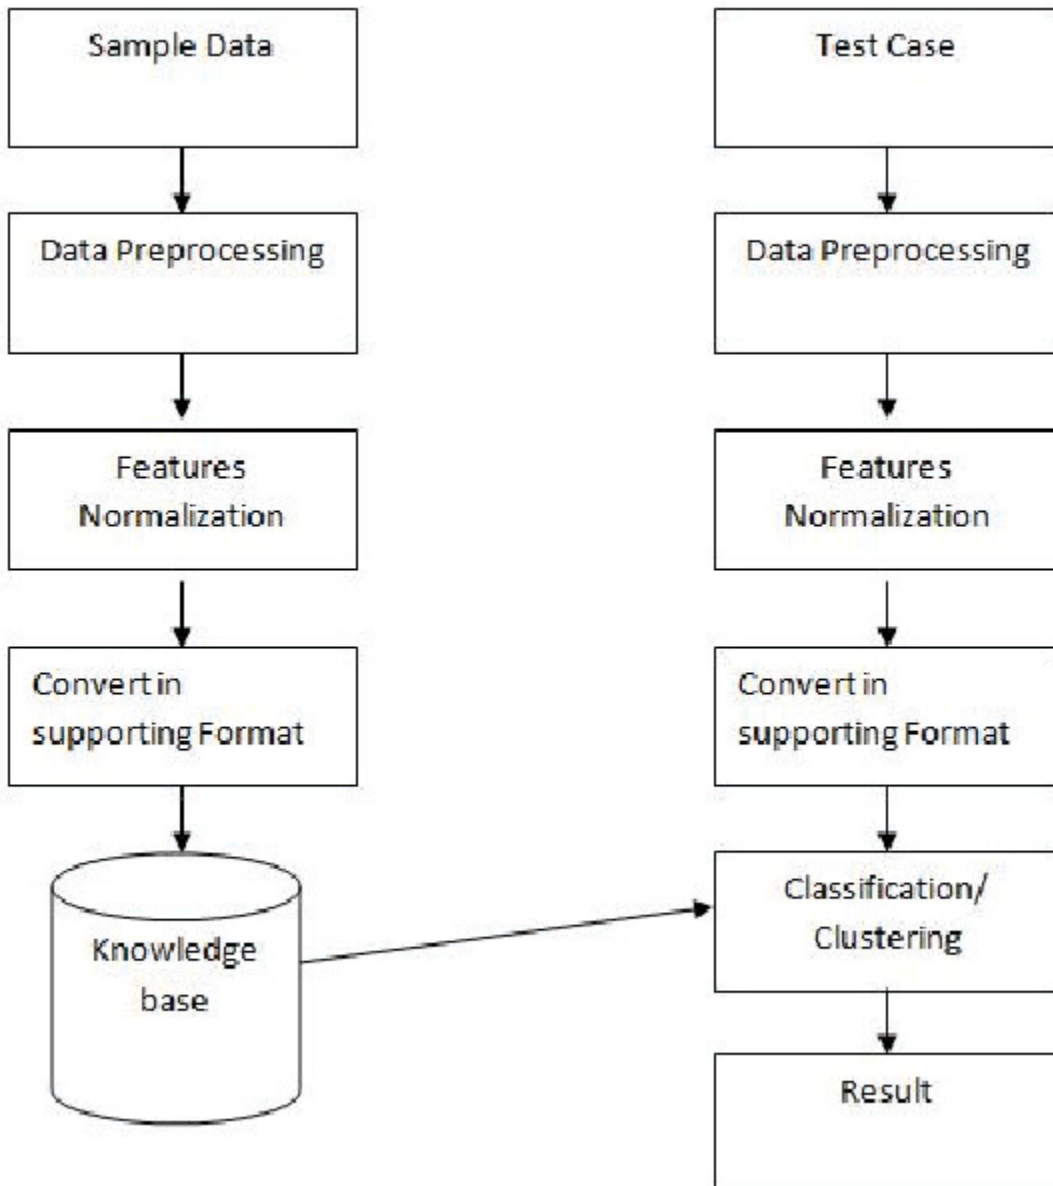 Sample Data
Data Preprocessing
Features
Normalization
Convert in
supporting Format
Knowledge
base
Test Case
Data Preprocessing
Features
Normalization
Convert in
supporting Format
Classification/
Clustering
Result